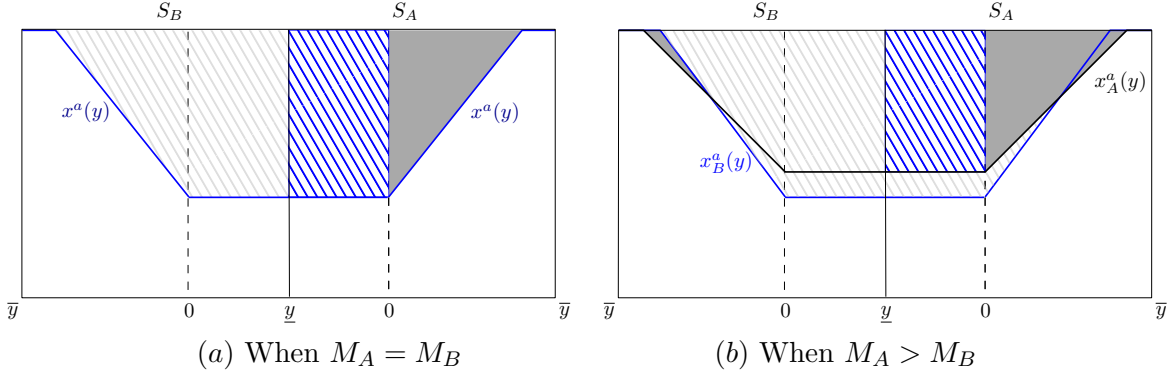 S_B S_A S_B S_A
x^a(y) x^a(y) x^a_B(y) x^a_A(y)
ȳ 0 y̲ 0 ȳ ȳ 0 y̲ 0 ȳ
(a) When M_A = M_B (b) When M_A > M_B